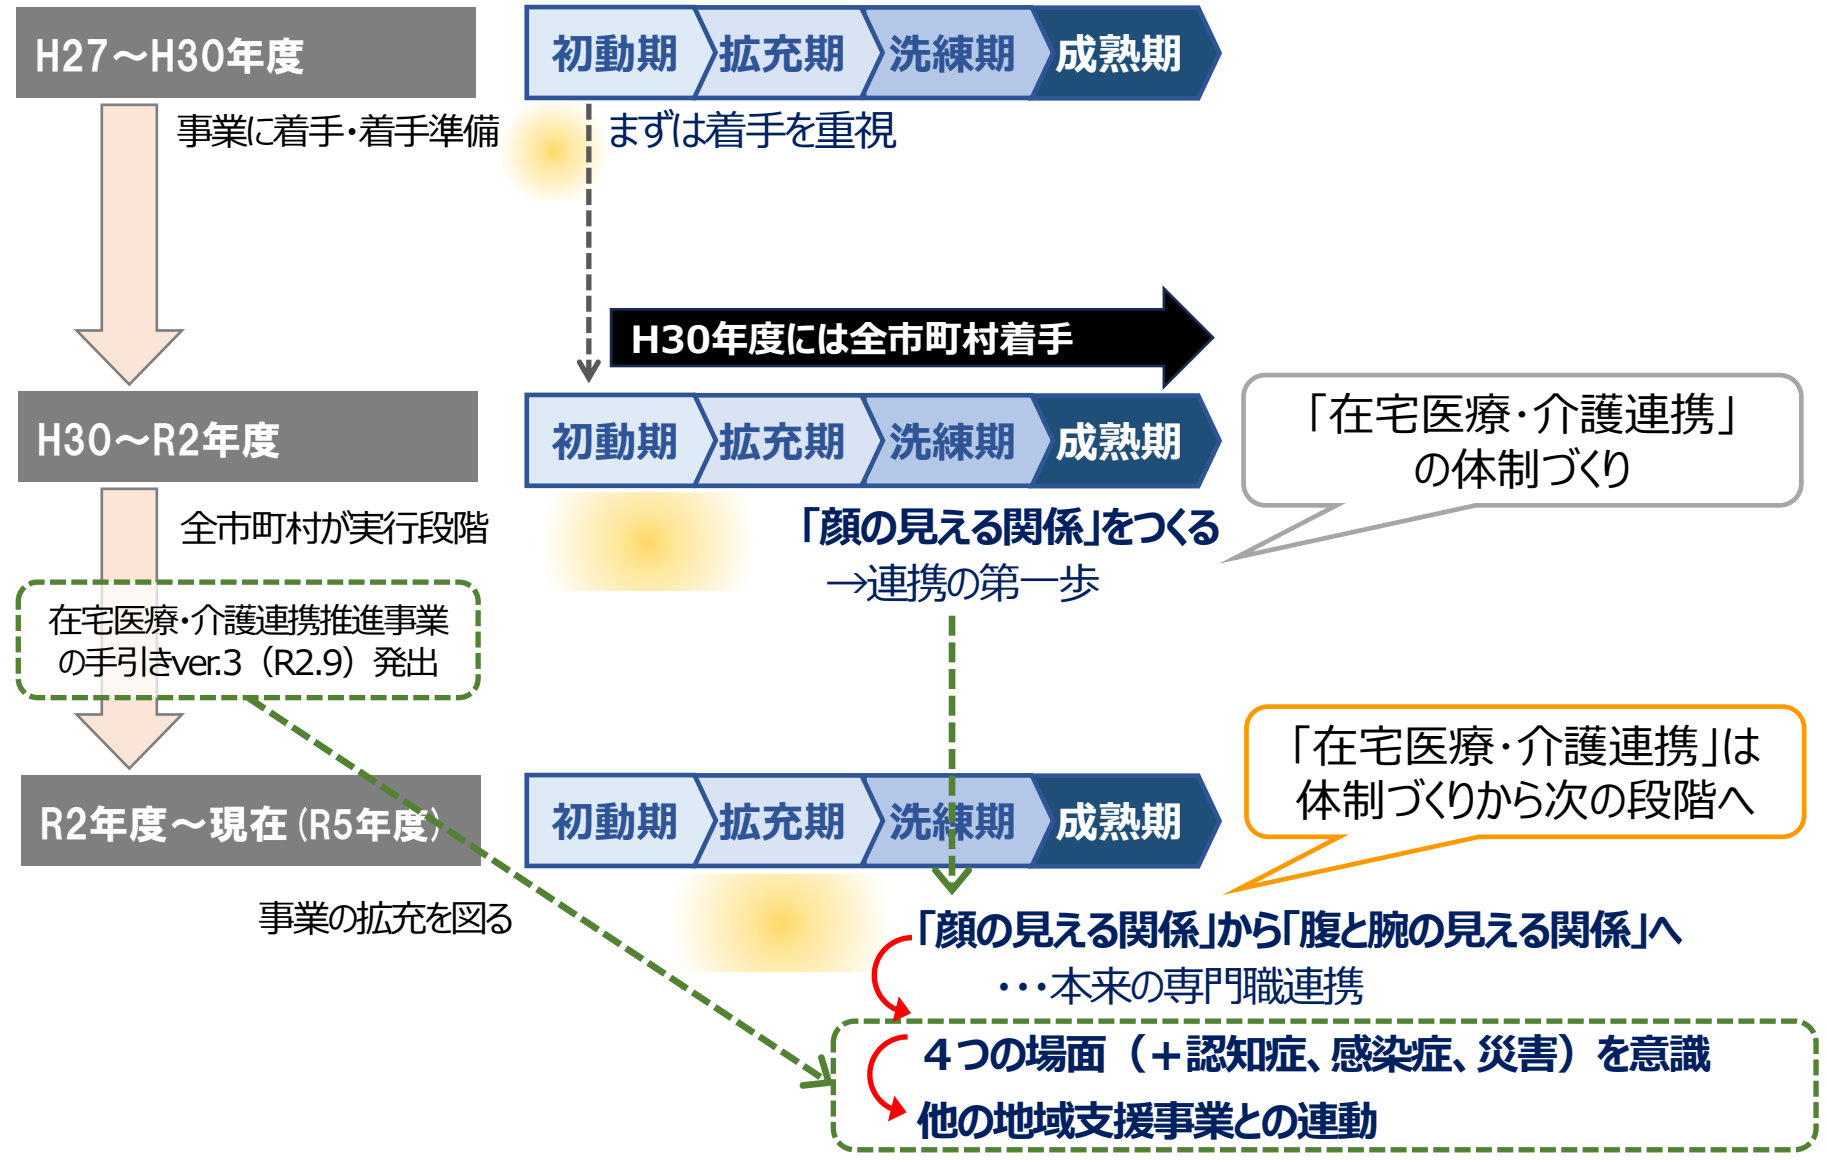 H27～H30年度
初動期
拡充期
洗練期
成熟期
事業に着手・着手準備
まずは着手を重視
H30年度には全市町村着手
H30～R2年度
初動期
拡充期
洗練期
成熟期
「在宅医療・介護連携」
の体制づくり
全市町村が実行段階
「顔の見える関係」をつくる
→連携の第一歩
在宅医療・介護連携推進事業
の手引きver.3（R2.9）発出
R2年度～現在(R5年度)
初動期
拡充期
洗練期
成熟期
「在宅医療・介護連携」は
体制づくりから次の段階へ
事業の拡充を図る
「顔の見える関係」から「腹と腕の見える関係」へ
・・・本来の専門職連携
４つの場面（＋認知症、感染症、災害）を意識
他の地域支援事業との連動